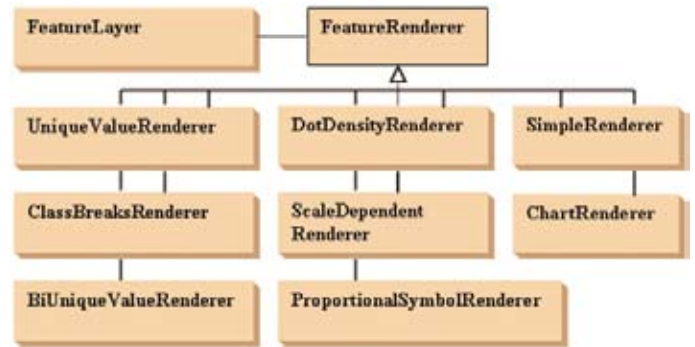 FeatureLayer
FeatureRenderer
UniqueValueRenderer
DotDensityRenderer
SimpleRenderer
ClassBreaksRenderer
ScaleDependent
Renderer
ChartRenderer
BiUniqueValueRenderer
ProportionalSymbolRenderer